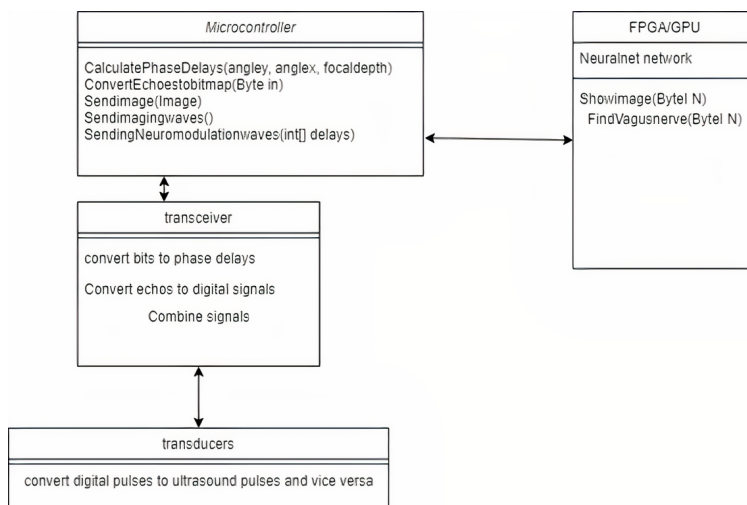 Microcontroller
CalculatePhaseDelays(angley, anglex, focaldepth)
ConvertEchoestobitmap(Byte in)
Sendimage(Image)
Sendimagingwaves()
SendingNeuromodulationwaves(int[] delays)
FPGA/GPU
Neuralnet network
Showimage(Bytel N)
FindVagusnerve(Bytel N)
transceiver
convert bits to phase delays
Convert echos to digital signals
Combine signals
transducers
convert digital pulses to ultrasound pulses and vice versa